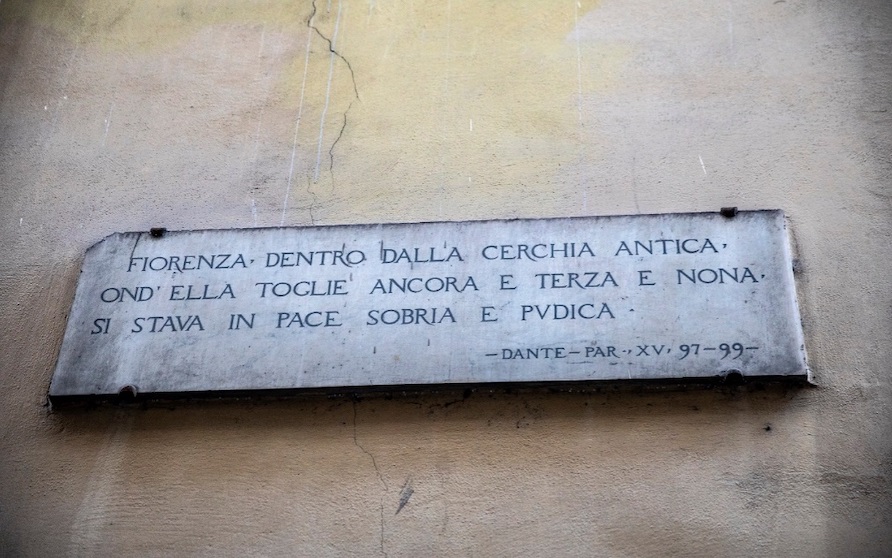 FIORENZA, DENTRO DALLA CERCHIA ANTICA,
OND' ELLA TOGLIE ANCORA E TERZA E NONA,
SI STAVA IN PACE SOBRIA E PVDICA .
—DANTE—PAR., XV, 97—99—